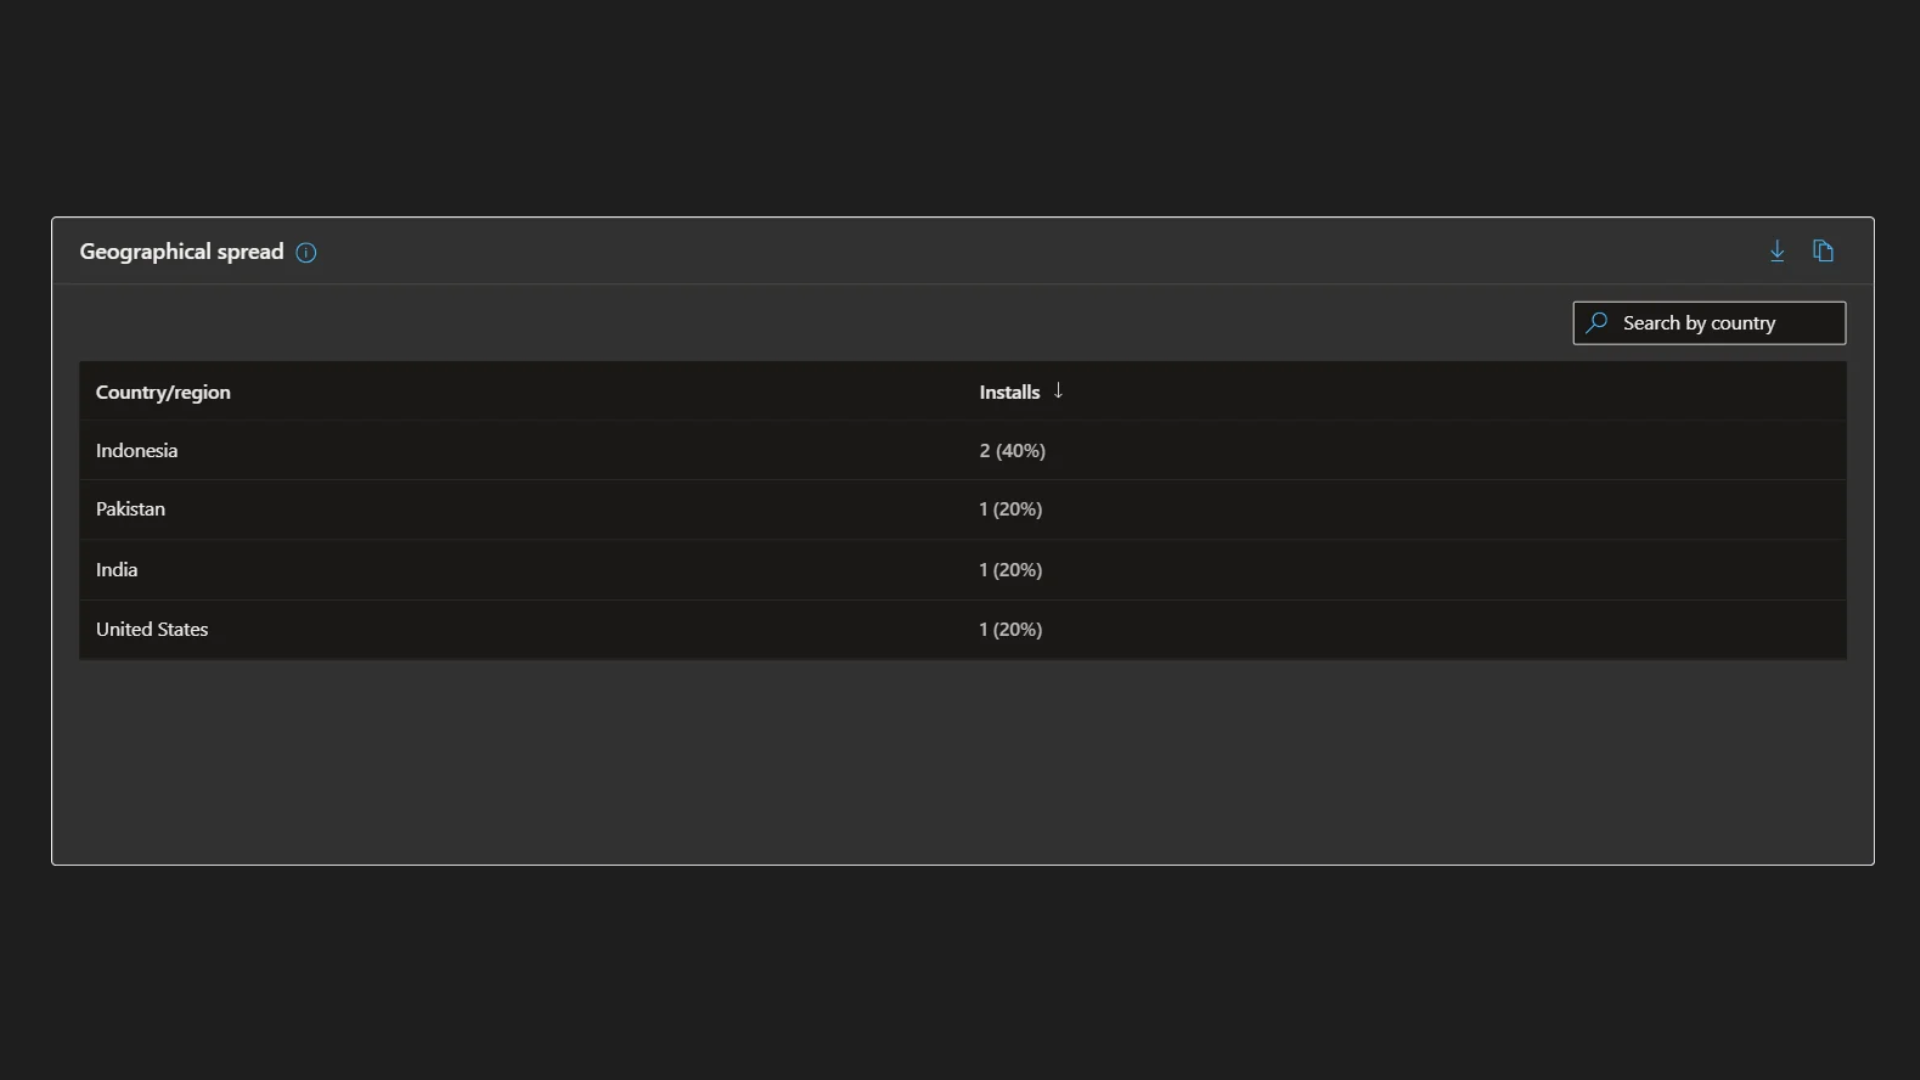 Geographical spread
Search by country
Country/region Installs
Indonesia 2 (40%)
Pakistan 1 (20%)
India 1 (20%)
United States 1 (20%)